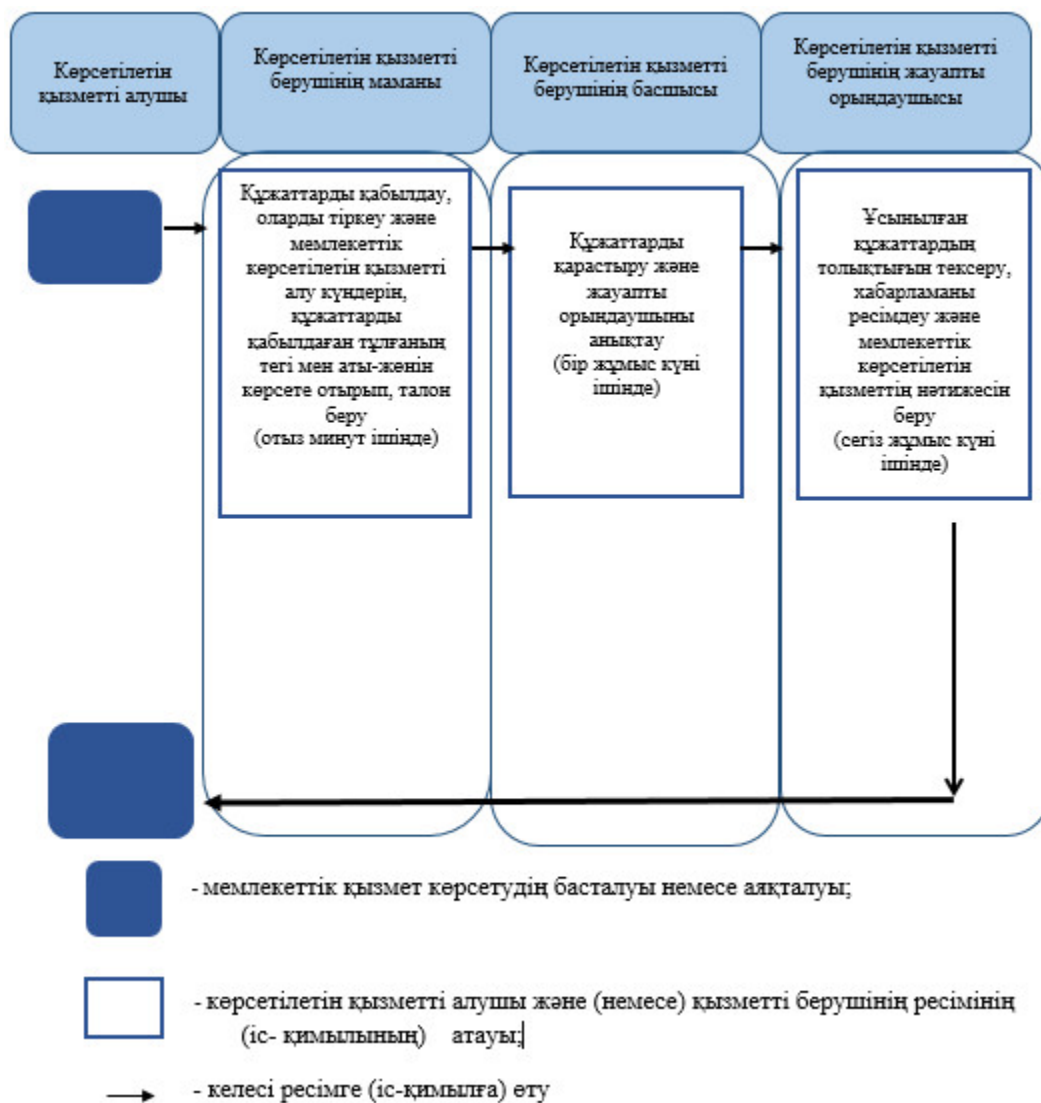 Көрсетілетін
қызметті алушы
Көрсетілетін қызметті
берушінің маманы
Көрсетілетін қызметті
берушінің басшысы
Көрсетілетін қызметті
берушінің жауапты
орындаушысы
Құжаттарды қабылдау,
оларды тіркеу және
мемлекеттік
көрсетілетін қызметті
алу күндерін,
құжаттарды
қабылдаған тұлғаның
тегі мен аты-жөнін
көрсете отырып, талон
беру
(отыз минут ішінде)
Құжаттарды
қарастыру және
жауапты
орындаушыны
анықтау
(бір жұмыс күні
ішінде)
Ұсынылған
құжаттардың
толықтығын тексеру,
хабарламаны
ресімдеу және
мемлекеттік
көрсетілетін
қызметтің нәтижесін
беру
(сегіз жұмыс күні
ішінде)
- мемлекеттік қызмет көрсетудің басталуы немесе аяқталуы;
- көрсетілетін қызметті алушы және (немесе) қызметті берушінің ресімінің
(іс- қимылының) атауы;
- келесі ресімге (іс-қимылға) өту